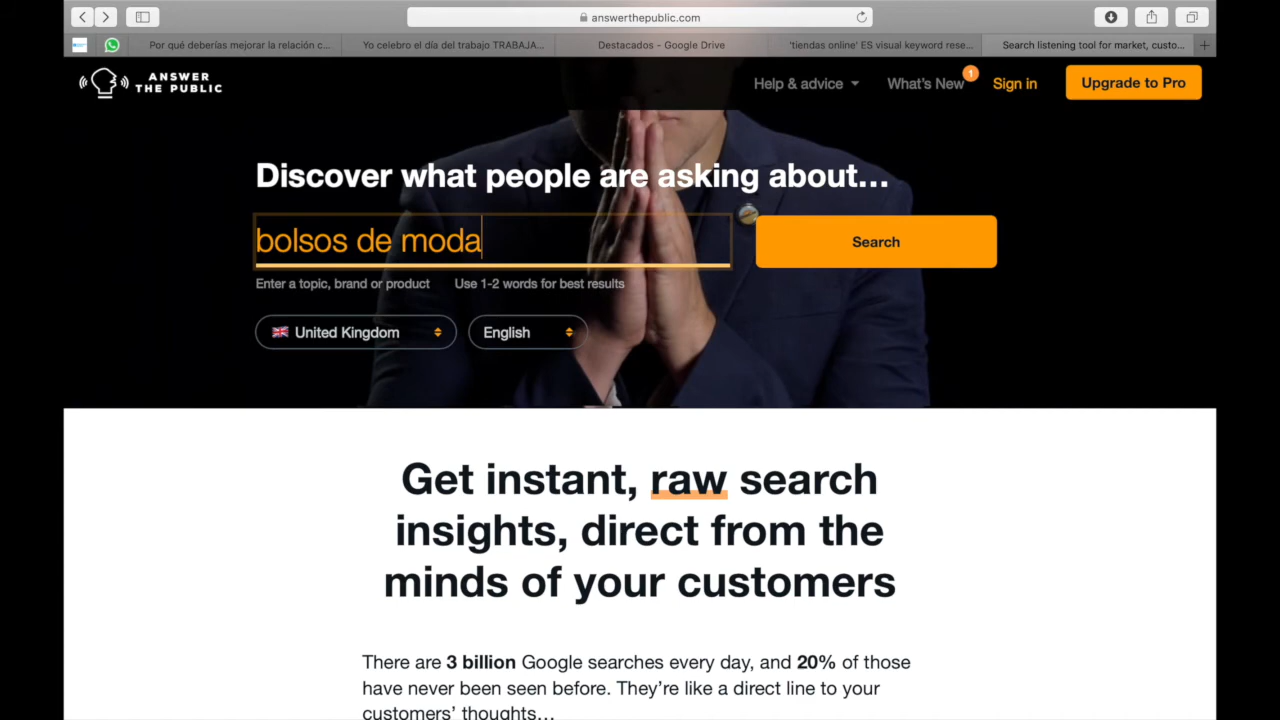 answerthepublic.com
Por qué deberías mejorar la relación c...
Yo celebro el día del trabajo TRABAJA...
Destacados - Google Drive
'tiendas online' ES visual keyword rese...
Search listening tool for market, custo...
ANSWER
THE PUBLIC
Help & advice
What's New
1
Sign in
Upgrade to Pro
Discover what people are asking about...
bolsos de moda
Search
Enter a topic, brand or product
Use 1-2 words for best results
United Kingdom
English
Get instant, raw search
insights, direct from the
minds of your customers
There are 3 billion Google searches every day, and 20% of those
have never been seen before. They're like a direct line to your
customers' thoughts...